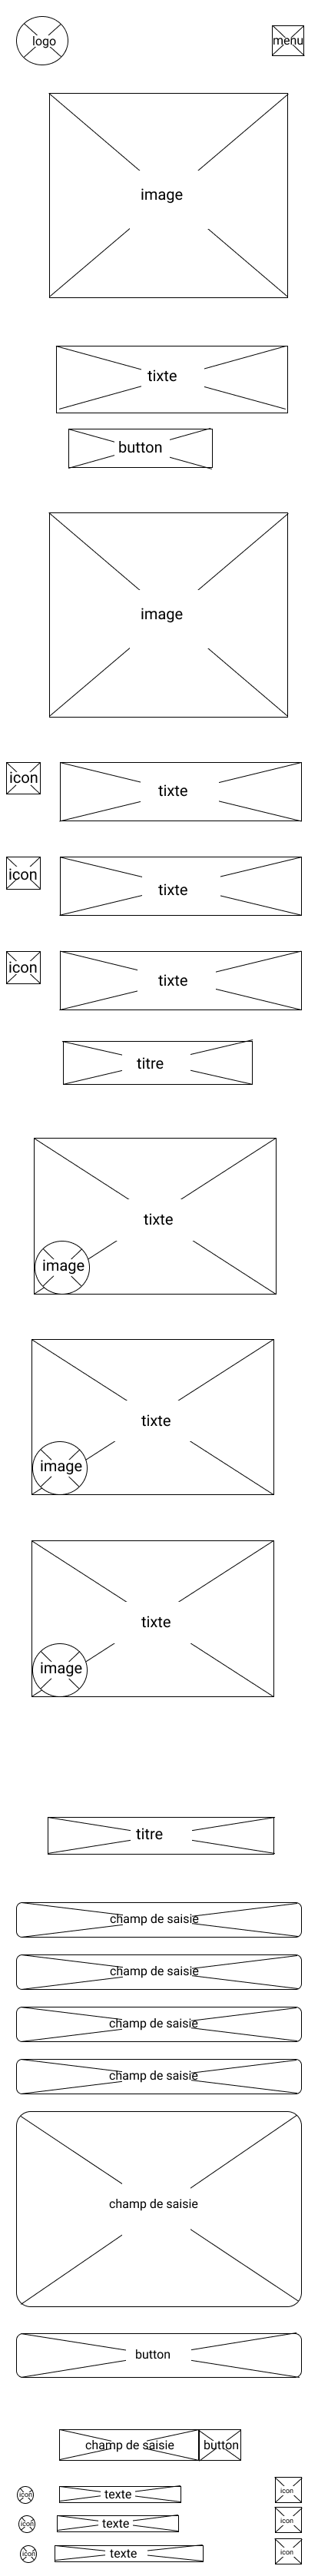 logo
menu
image
tixte
button
image
icon
tixte
icon
tixte
icon
tixte
titre
tixte
image
tixte
image
tixte
image
titre
champ de saisie
champ de saisie
champ de saisie
champ de saisie
champ de saisie
button
champ de saisie
button
icon
texte
icon
icon
texte
icon
icon
texte
icon